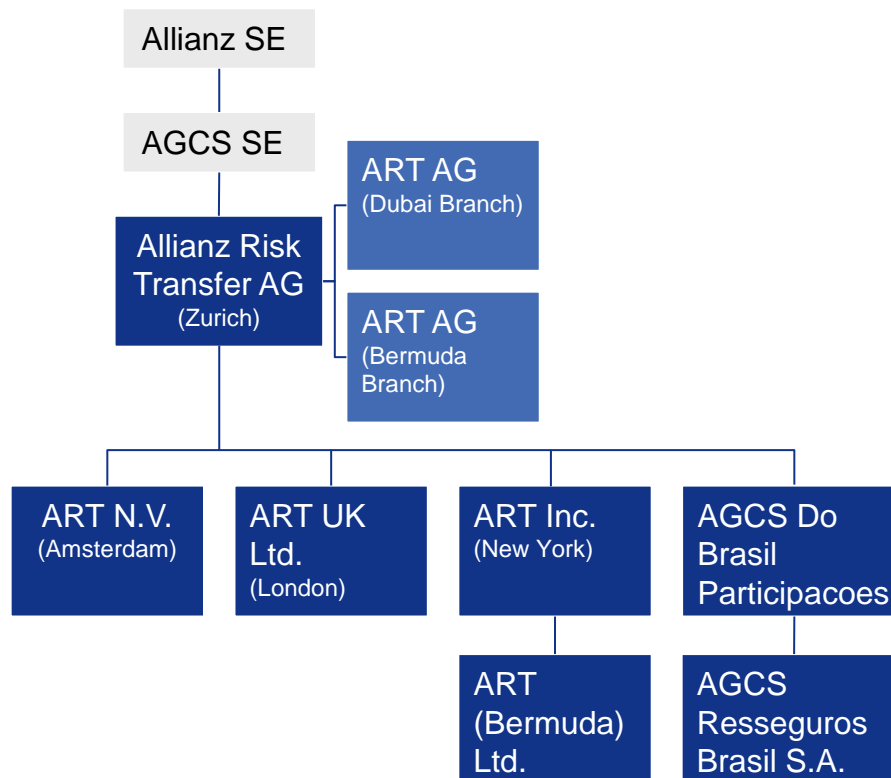 Allianz SE
AGCS SE
ART AG
(Dubai Branch)
Allianz Risk
Transfer AG
(Zurich)
ART AG
(Bermuda
Branch)
ART N.V.
(Amsterdam)
ART UK
Ltd.
(London)
ART Inc.
(New York)
AGCS Do
Brasil
Participacoes
ART
(Bermuda)
Ltd.
AGCS
Resseguros
Brasil S.A.